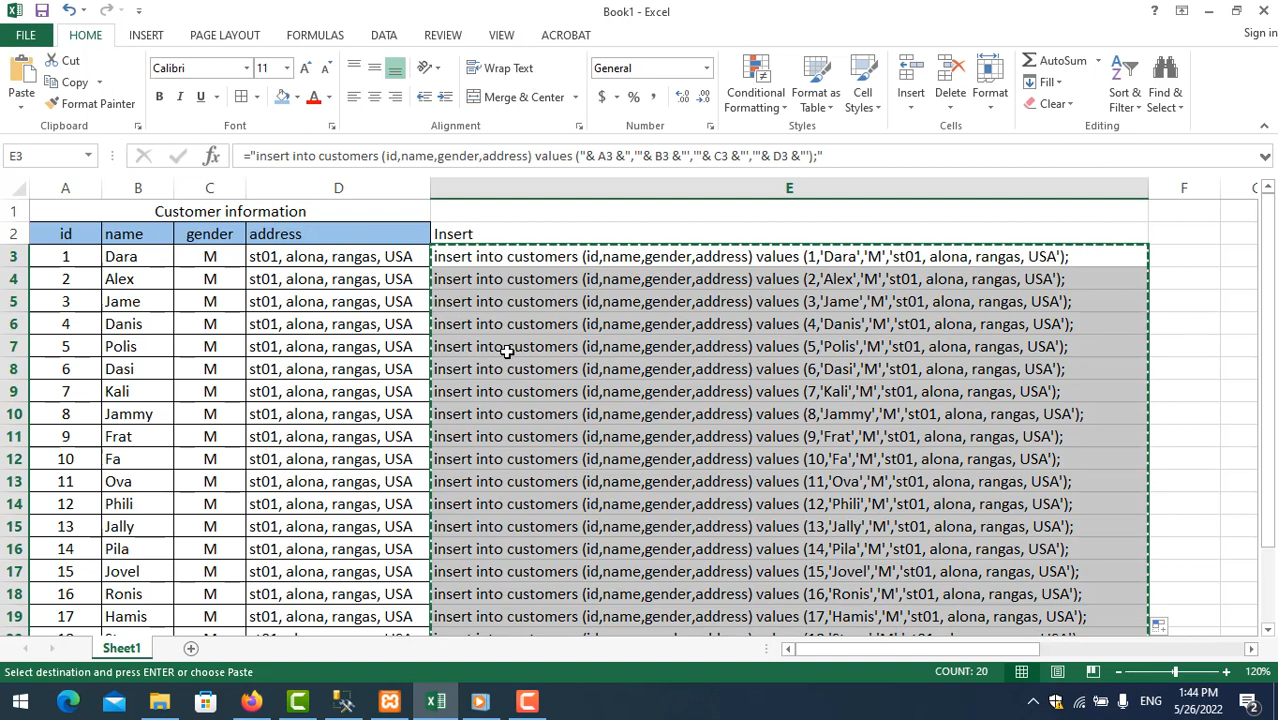 Book1 - Excel
?
FILE
HOME
INSERT
PAGE LAYOUT
FORMULAS
DATA
REVIEW
VIEW
ACROBAT
Sign in
Paste
Cut
Copy
Format Painter
Clipboard
Calibri
11
B I U
Font
Wrap Text
Merge & Center
Alignment
General
$ % ,
Number
Conditional
Formatting
Format as
Table
Cell
Styles
Styles
Insert
Delete
Format
Cells
AutoSum
Fill
Clear
Sort &
Filter
Find &
Select
Editing
E3
fx
="insert into customers (id,name,gender,address) values ("& A3 &",'"& B3 &"','"& C3 &"','"& D3 &"');"
A B C D E F
1 Customer information
2 id name gender address Insert
3 1 Dara M st01, alona, rangas, USA insert into customers (id,name,gender,address) values (1,'Dara','M','st01, alona, rangas, USA');
4 2 Alex M st01, alona, rangas, USA insert into customers (id,name,gender,address) values (2,'Alex','M','st01, alona, rangas, USA');
5 3 Jame M st01, alona, rangas, USA insert into customers (id,name,gender,address) values (3,'Jame','M','st01, alona, rangas, USA');
6 4 Danis M st01, alona, rangas, USA insert into customers (id,name,gender,address) values (4,'Danis','M','st01, alona, rangas, USA');
7 5 Polis M st01, alona, rangas, USA insert into customers (id,name,gender,address) values (5,'Polis','M','st01, alona, rangas, USA');
8 6 Dasi M st01, alona, rangas, USA insert into customers (id,name,gender,address) values (6,'Dasi','M','st01, alona, rangas, USA');
9 7 Kali M st01, alona, rangas, USA insert into customers (id,name,gender,address) values (7,'Kali','M','st01, alona, rangas, USA');
10 8 Jammy M st01, alona, rangas, USA insert into customers (id,name,gender,address) values (8,'Jammy','M','st01, alona, rangas, USA');
11 9 Frat M st01, alona, rangas, USA insert into customers (id,name,gender,address) values (9,'Frat','M','st01, alona, rangas, USA');
12 10 Fa M st01, alona, rangas, USA insert into customers (id,name,gender,address) values (10,'Fa','M','st01, alona, rangas, USA');
13 11 Ova M st01, alona, rangas, USA insert into customers (id,name,gender,address) values (11,'Ova','M','st01, alona, rangas, USA');
14 12 Phili M st01, alona, rangas, USA insert into customers (id,name,gender,address) values (12,'Phili','M','st01, alona, rangas, USA');
15 13 Jally M st01, alona, rangas, USA insert into customers (id,name,gender,address) values (13,'Jally','M','st01, alona, rangas, USA');
16 14 Pila M st01, alona, rangas, USA insert into customers (id,name,gender,address) values (14,'Pila','M','st01, alona, rangas, USA');
17 15 Jovel M st01, alona, rangas, USA insert into customers (id,name,gender,address) values (15,'Jovel','M','st01, alona, rangas, USA');
18 16 Ronis M st01, alona, rangas, USA insert into customers (id,name,gender,address) values (16,'Ronis','M','st01, alona, rangas, USA');
19 17 Hamis M st01, alona, rangas, USA insert into customers (id,name,gender,address) values (17,'Hamis','M','st01, alona, rangas, USA');
Sheet1
Select destination and press ENTER or choose Paste
COUNT: 20
120%
ENG
1:44 PM
5/26/2022
2